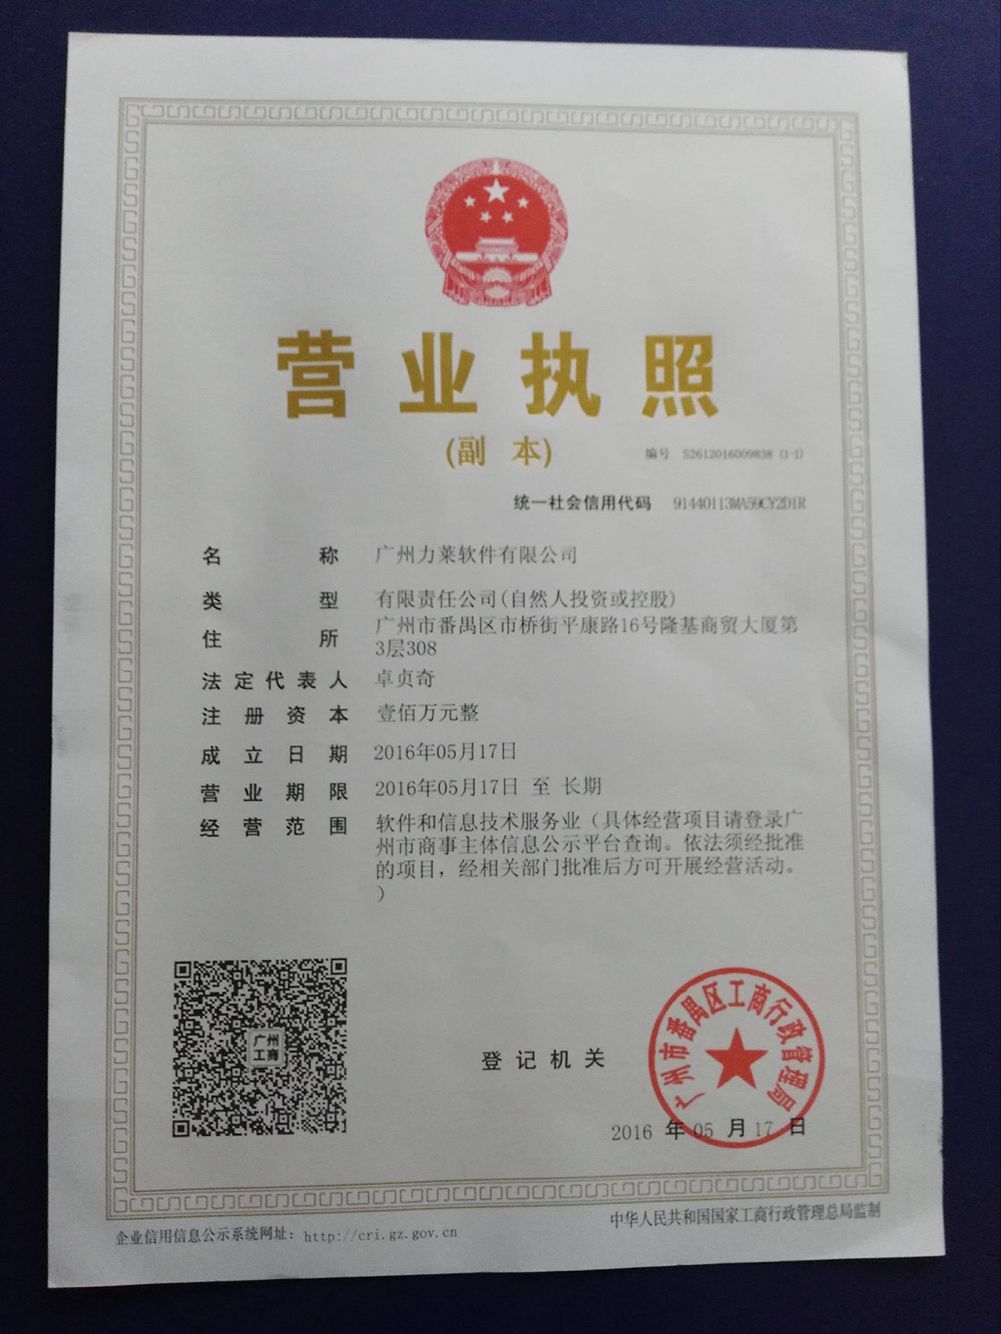 营业执照
(副 本)
编号 S2612016009838 (1-1)
统一社会信用代码 91440113MA59CY2D1R
名称 广州力莱软件有限公司
类型 有限责任公司(自然人投资或控股)
住所 广州市番禺区市桥街平康路16号隆基商贸大厦第
3层308
法定代表人 卓贞奇
注册资本 壹佰万元整
成立日期 2016年05月17日
营业期限 2016年05月17日 至 长期
经营范围 软件和信息技术服务业（具体经营项目请登录广
州市商事主体信息公示平台查询。依法须经批准
的项目，经相关部门批准后方可开展经营活动。
）
广州
工商
登记机关
广州市番禺区工商行政管理局
2016 年 05 月 17 日
企业信用信息公示系统网址：http://cri.gz.gov.cn
中华人民共和国国家工商行政管理总局监制